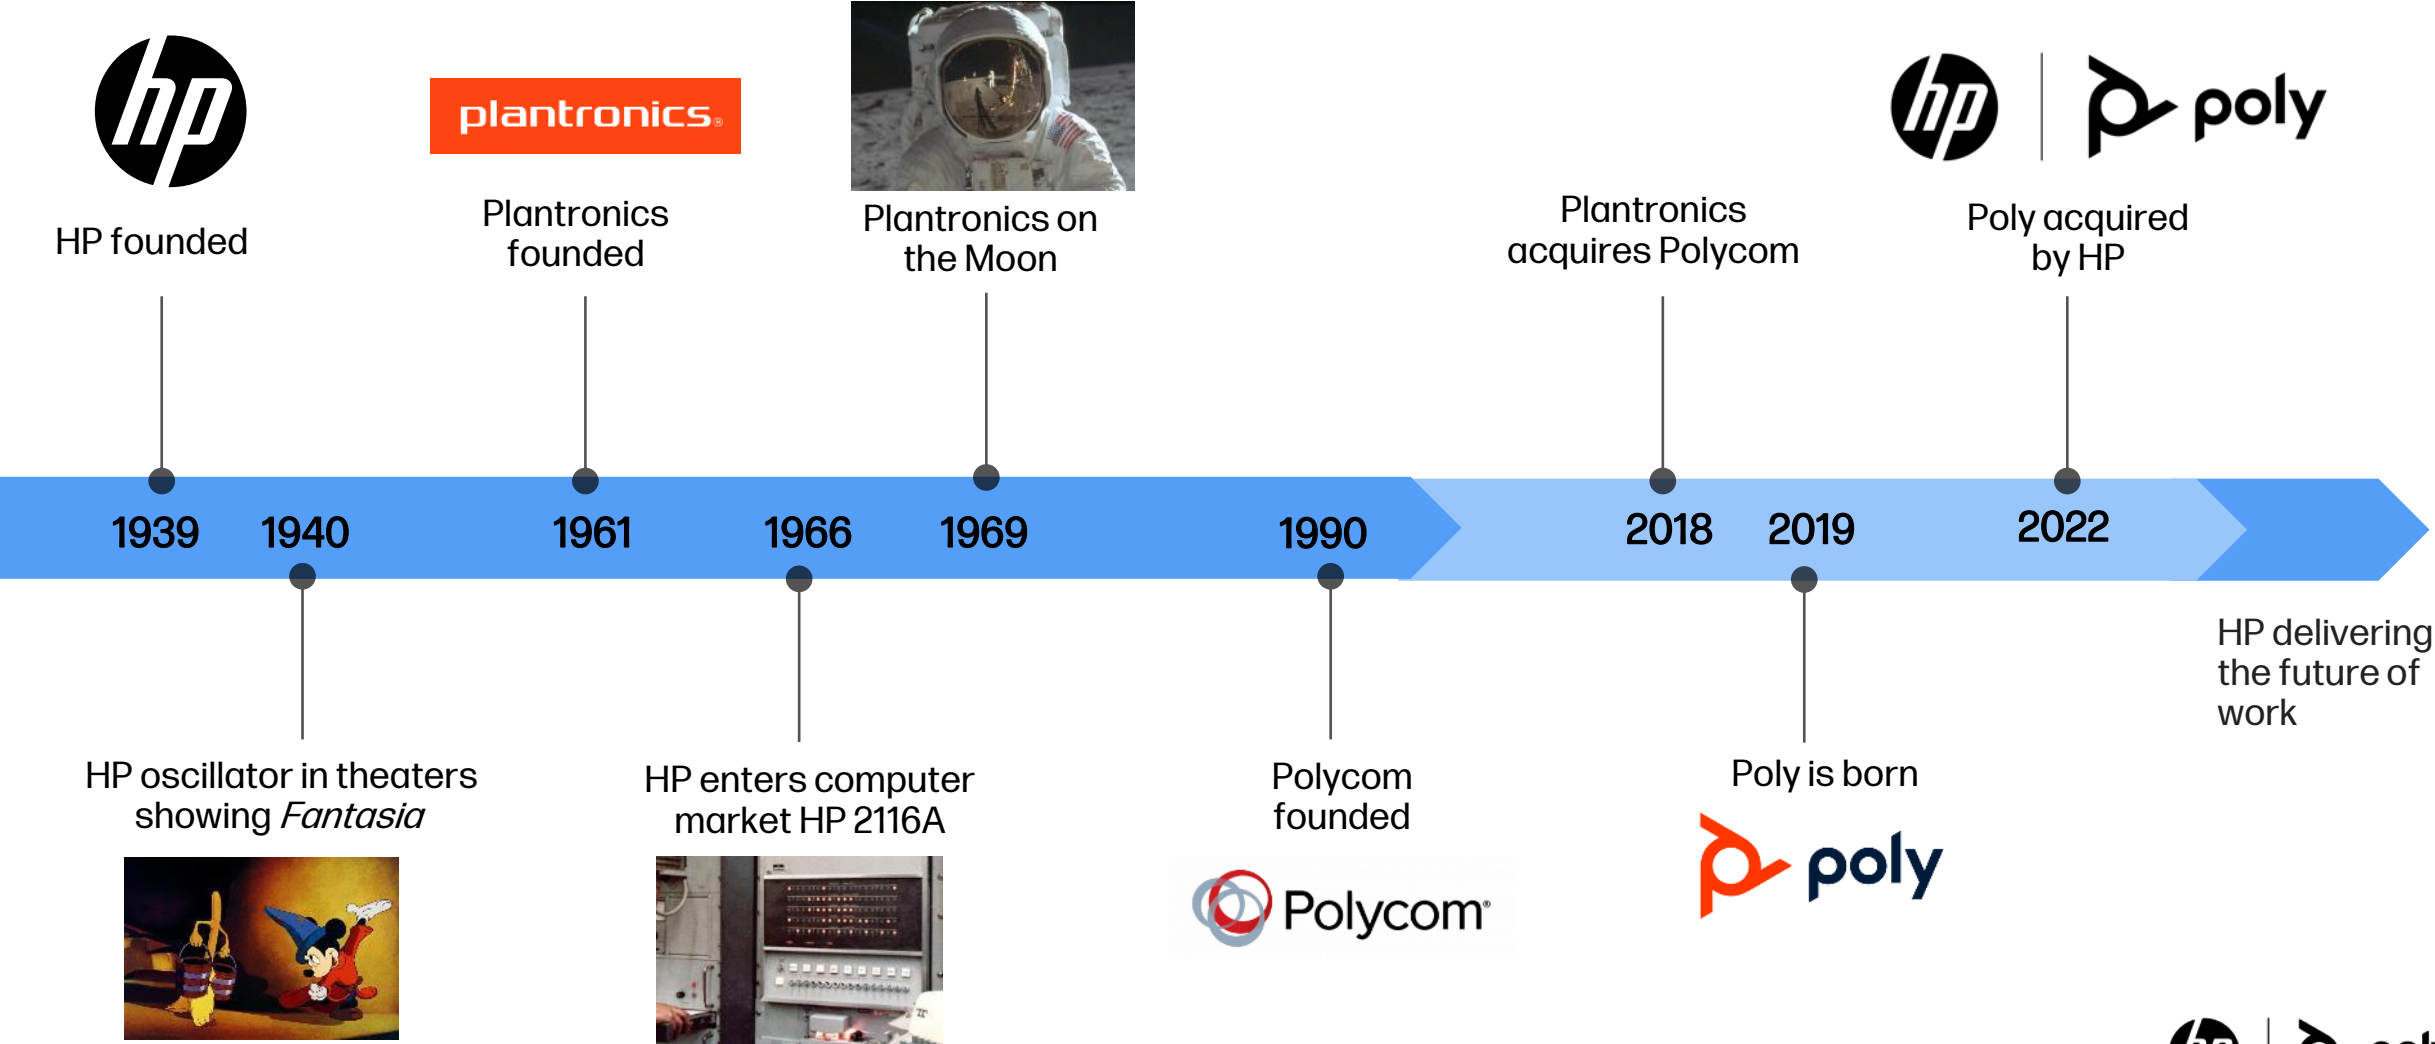 hp
plantronics®
hp
poly
HP founded
Plantronics
founded
Plantronics on
the Moon
Plantronics
acquires Polycom
Poly acquired
by HP
1939
1940
1961
1966
1969
1990
2018
2019
2022
HP delivering
the future of
work
HP oscillator in theaters
showing Fantasia
HP enters computer
market HP 2116A
Polycom
founded
Poly is born
Polycom®
poly